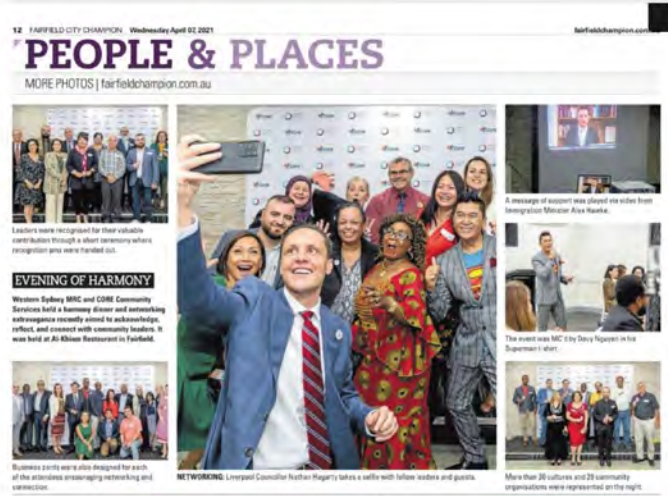 12 FAIRFIELD CITY CHAMPION Wednesday April 07, 2021
fairfieldchampion.com
PEOPLE & PLACES
MORE PHOTOS | fairfieldchampion.com.au
Leaders were recognised for their valuable
contribution through a short ceremony where
recognition pins were handed out.
EVENING OF HARMONY
Western Sydney MRC and CORE Community
Services held a harmony dinner and networking
extravaganza recently aimed to acknowledge,
reflect, and connect with community leaders. It
was held at Al-Khiam Restaurant in Fairfield.
Business cards were also designed for each
of the attendees encouraging networking and
connection.
NETWORKING: Liverpool Councillor Nathan Hagarty takes a selfie with fellow leaders and guests.
A message of support was played via video from
Immigration Minister Alex Hawke.
The event was MC'd by Davy Nguyen in his
Superman t-shirt.
More than 30 cultures and 28 community
organisations were represented on the night.